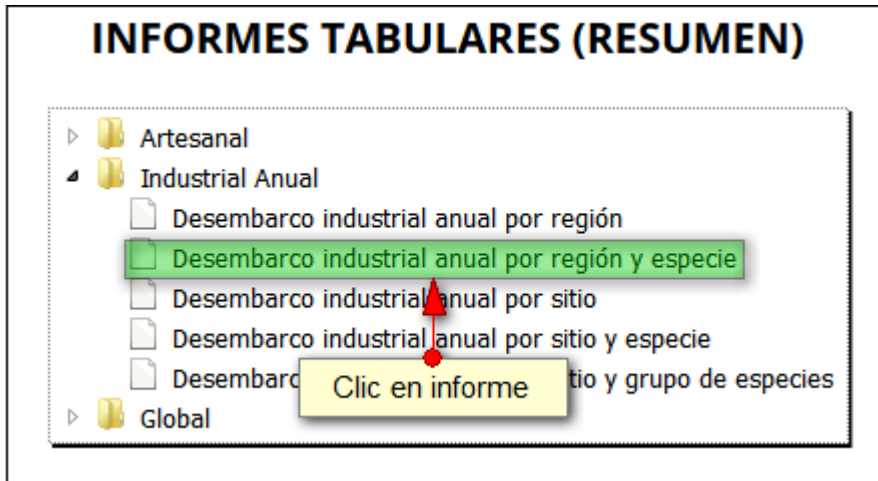 INFORMES TABULARES (RESUMEN)
Artesanal
Industrial Anual
Desembarco industrial anual por región
Desembarco industrial anual por región y especie
Desembarco industrial anual por sitio
Desembarco industrial anual por sitio y especie
Desembarc tio y grupo de especies
Clic en informe
Global